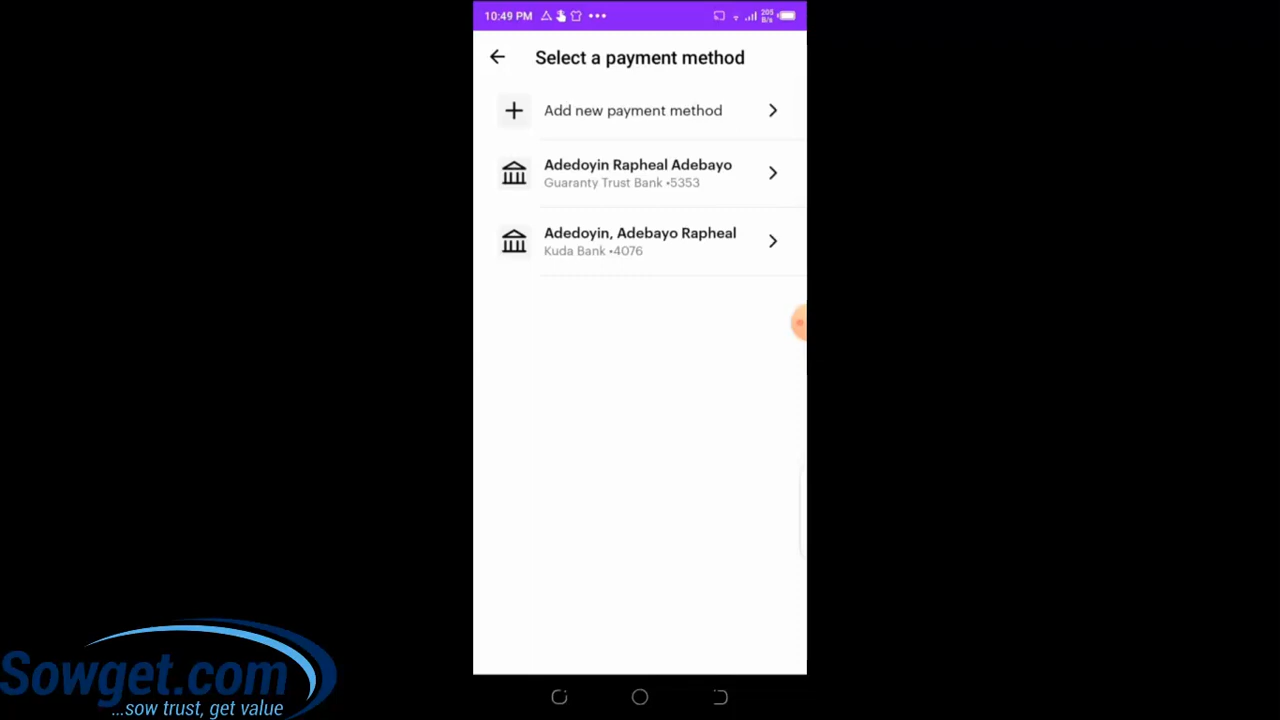 10:49 PM
205
B/s
Select a payment method
Add new payment method
Adedoyin Rapheal Adebayo
Guaranty Trust Bank •5353
Adedoyin, Adebayo Rapheal
Kuda Bank •4076
Sowget.com
...sow trust, get value